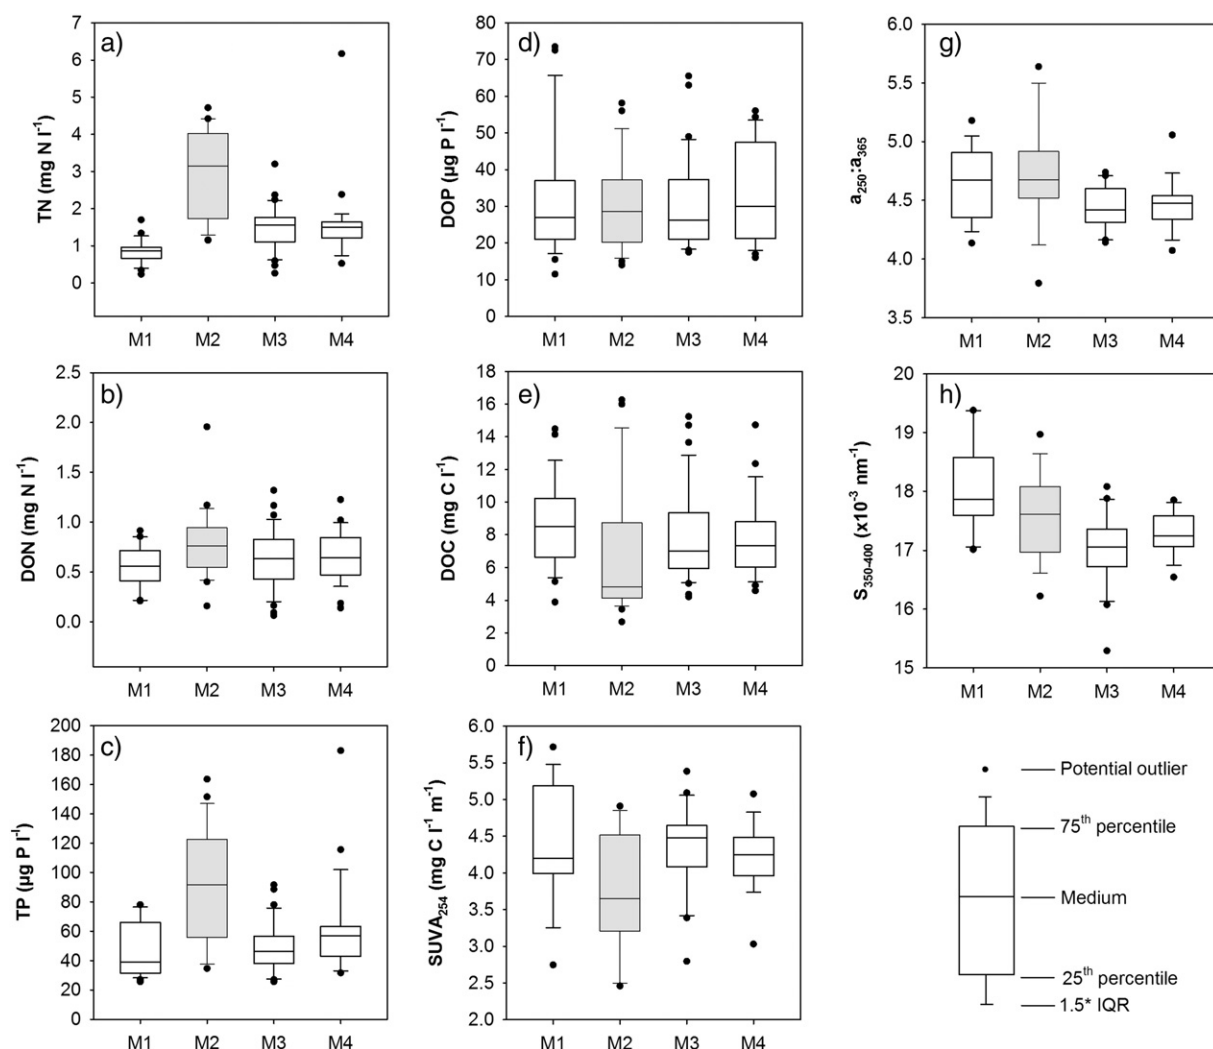 a)
TN (mg N l-1)
7
6
5
4
3
2
1
0
M1 M2 M3 M4
d)
DOP (µg P l-1)
80
70
60
50
40
30
20
10
0
M1 M2 M3 M4
g)
a250:a365
6.0
5.5
5.0
4.5
4.0
3.5
M1 M2 M3 M4
b)
DON (mg N l-1)
2.5
2.0
1.5
1.0
0.5
0.0
M1 M2 M3 M4
e)
DOC (mg C l-1)
18
16
14
12
10
8
6
4
2
0
M1 M2 M3 M4
h)
S350-400 (x10-3 nm-1)
20
19
18
17
16
15
M1 M2 M3 M4
c)
TP (µg P l-1)
200
180
160
140
120
100
80
60
40
20
0
M1 M2 M3 M4
f)
SUVA254 (mg C l-1 m-1)
6.0
5.5
5.0
4.5
4.0
3.5
3.0
2.5
2.0
M1 M2 M3 M4
Potential outlier
75th percentile
Medium
25th percentile
1.5* IQR